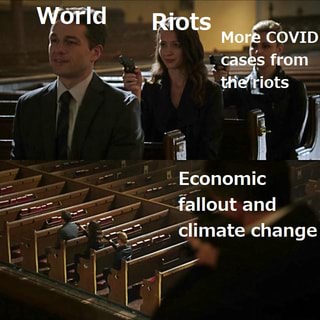 World
Riots
More COVID
cases from
the riots
Economic
fallout and
climate change